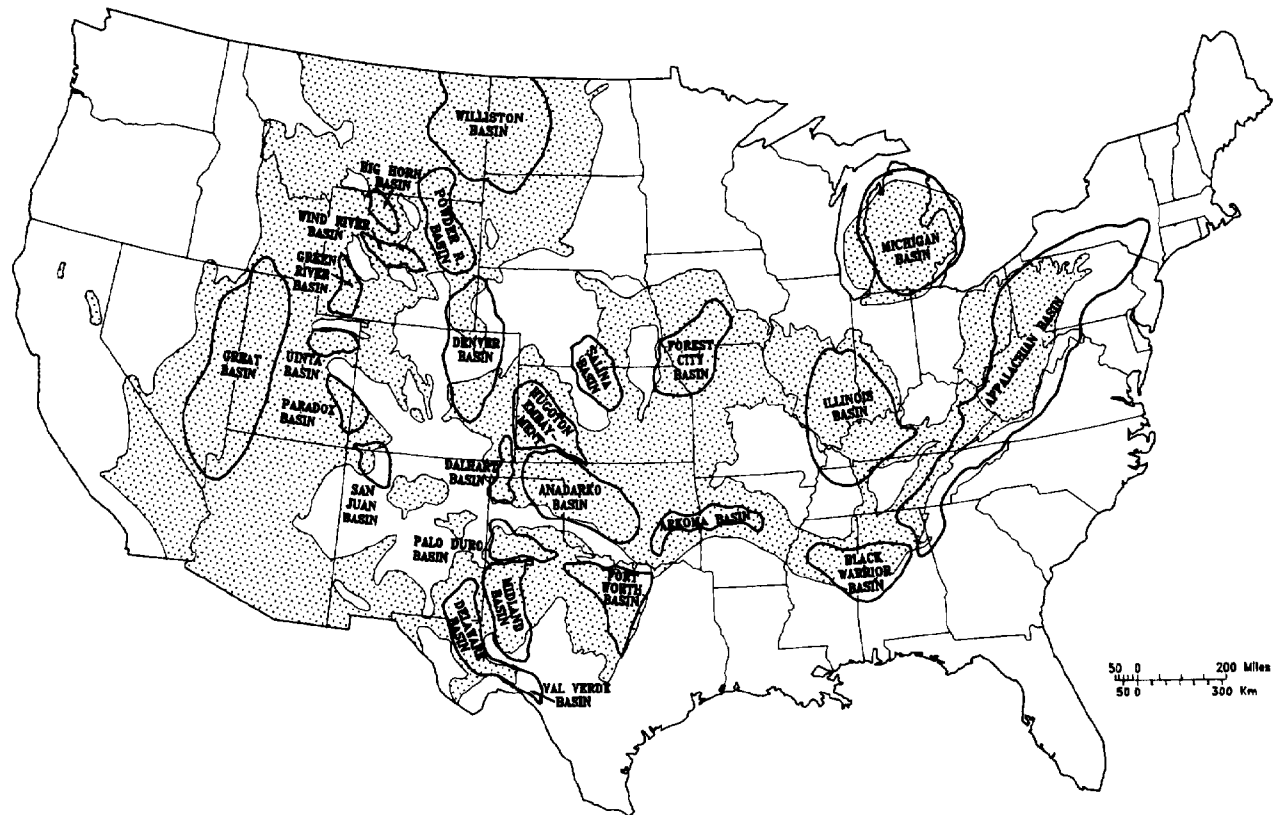 WILLISTON
BASIN
BIG HORN
BASIN
POWDER R.
BASIN
WIND RIVER
BASIN
GREEN
RIVER
BASIN
MICHIGAN
BASIN
GREAT
BASIN
UINTA
BASIN
DENVER
BASIN
SALINA
BASIN
FOREST
CITY
BASIN
ILLINOIS
BASIN
APPALACHIAN BASIN
PARADOX
BASIN
HUGOTON
EMBAY-
MENT
SAN
JUAN
BASIN
DALHART
BASIN
ANADARKO
BASIN
ARKOMA BASIN
PALO DURO
BASIN
BLACK
WARRIOR
BASIN
FORT
WORTH
BASIN
MIDLAND
BASIN
DELAWARE
BASIN
VAL VERDE
BASIN
50 0 200 Miles
50 0 300 Km